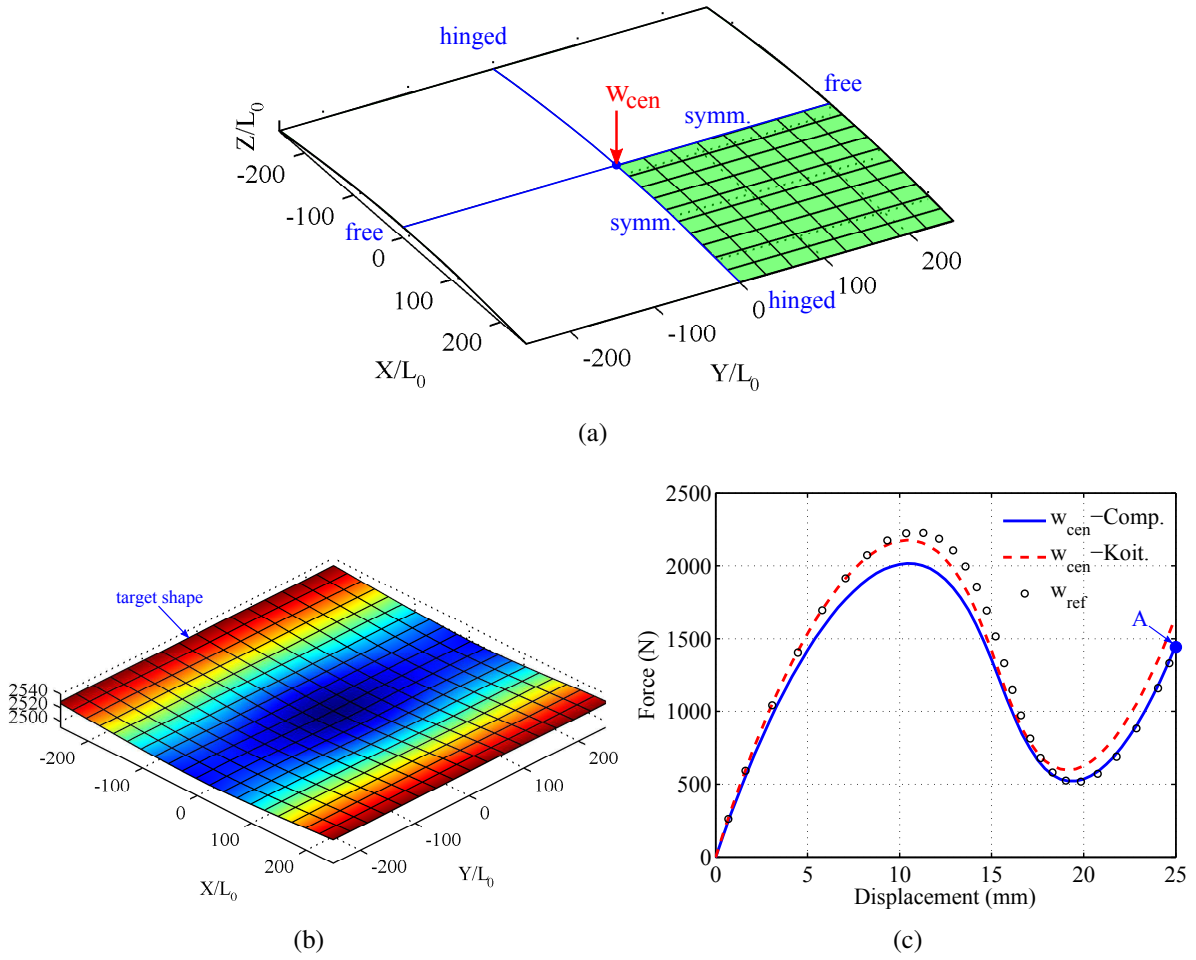 hinged
free
W_cen
symm.
Z/L_0
-200
-100
0
100
200
free
symm.
hinged
X/L_0
-200
-100
0
100
200
Y/L_0
(a)
target shape
2540
2520
2500
-200
-100
0
100
200
X/L_0
-200
-100
0
100
200
Y/L_0
(b)
2500
2000
1500
1000
500
0
Force (N)
w_cen−Comp.
w_cen−Koit.
w_ref
A
0 5 10 15 20 25
Displacement (mm)
(c)